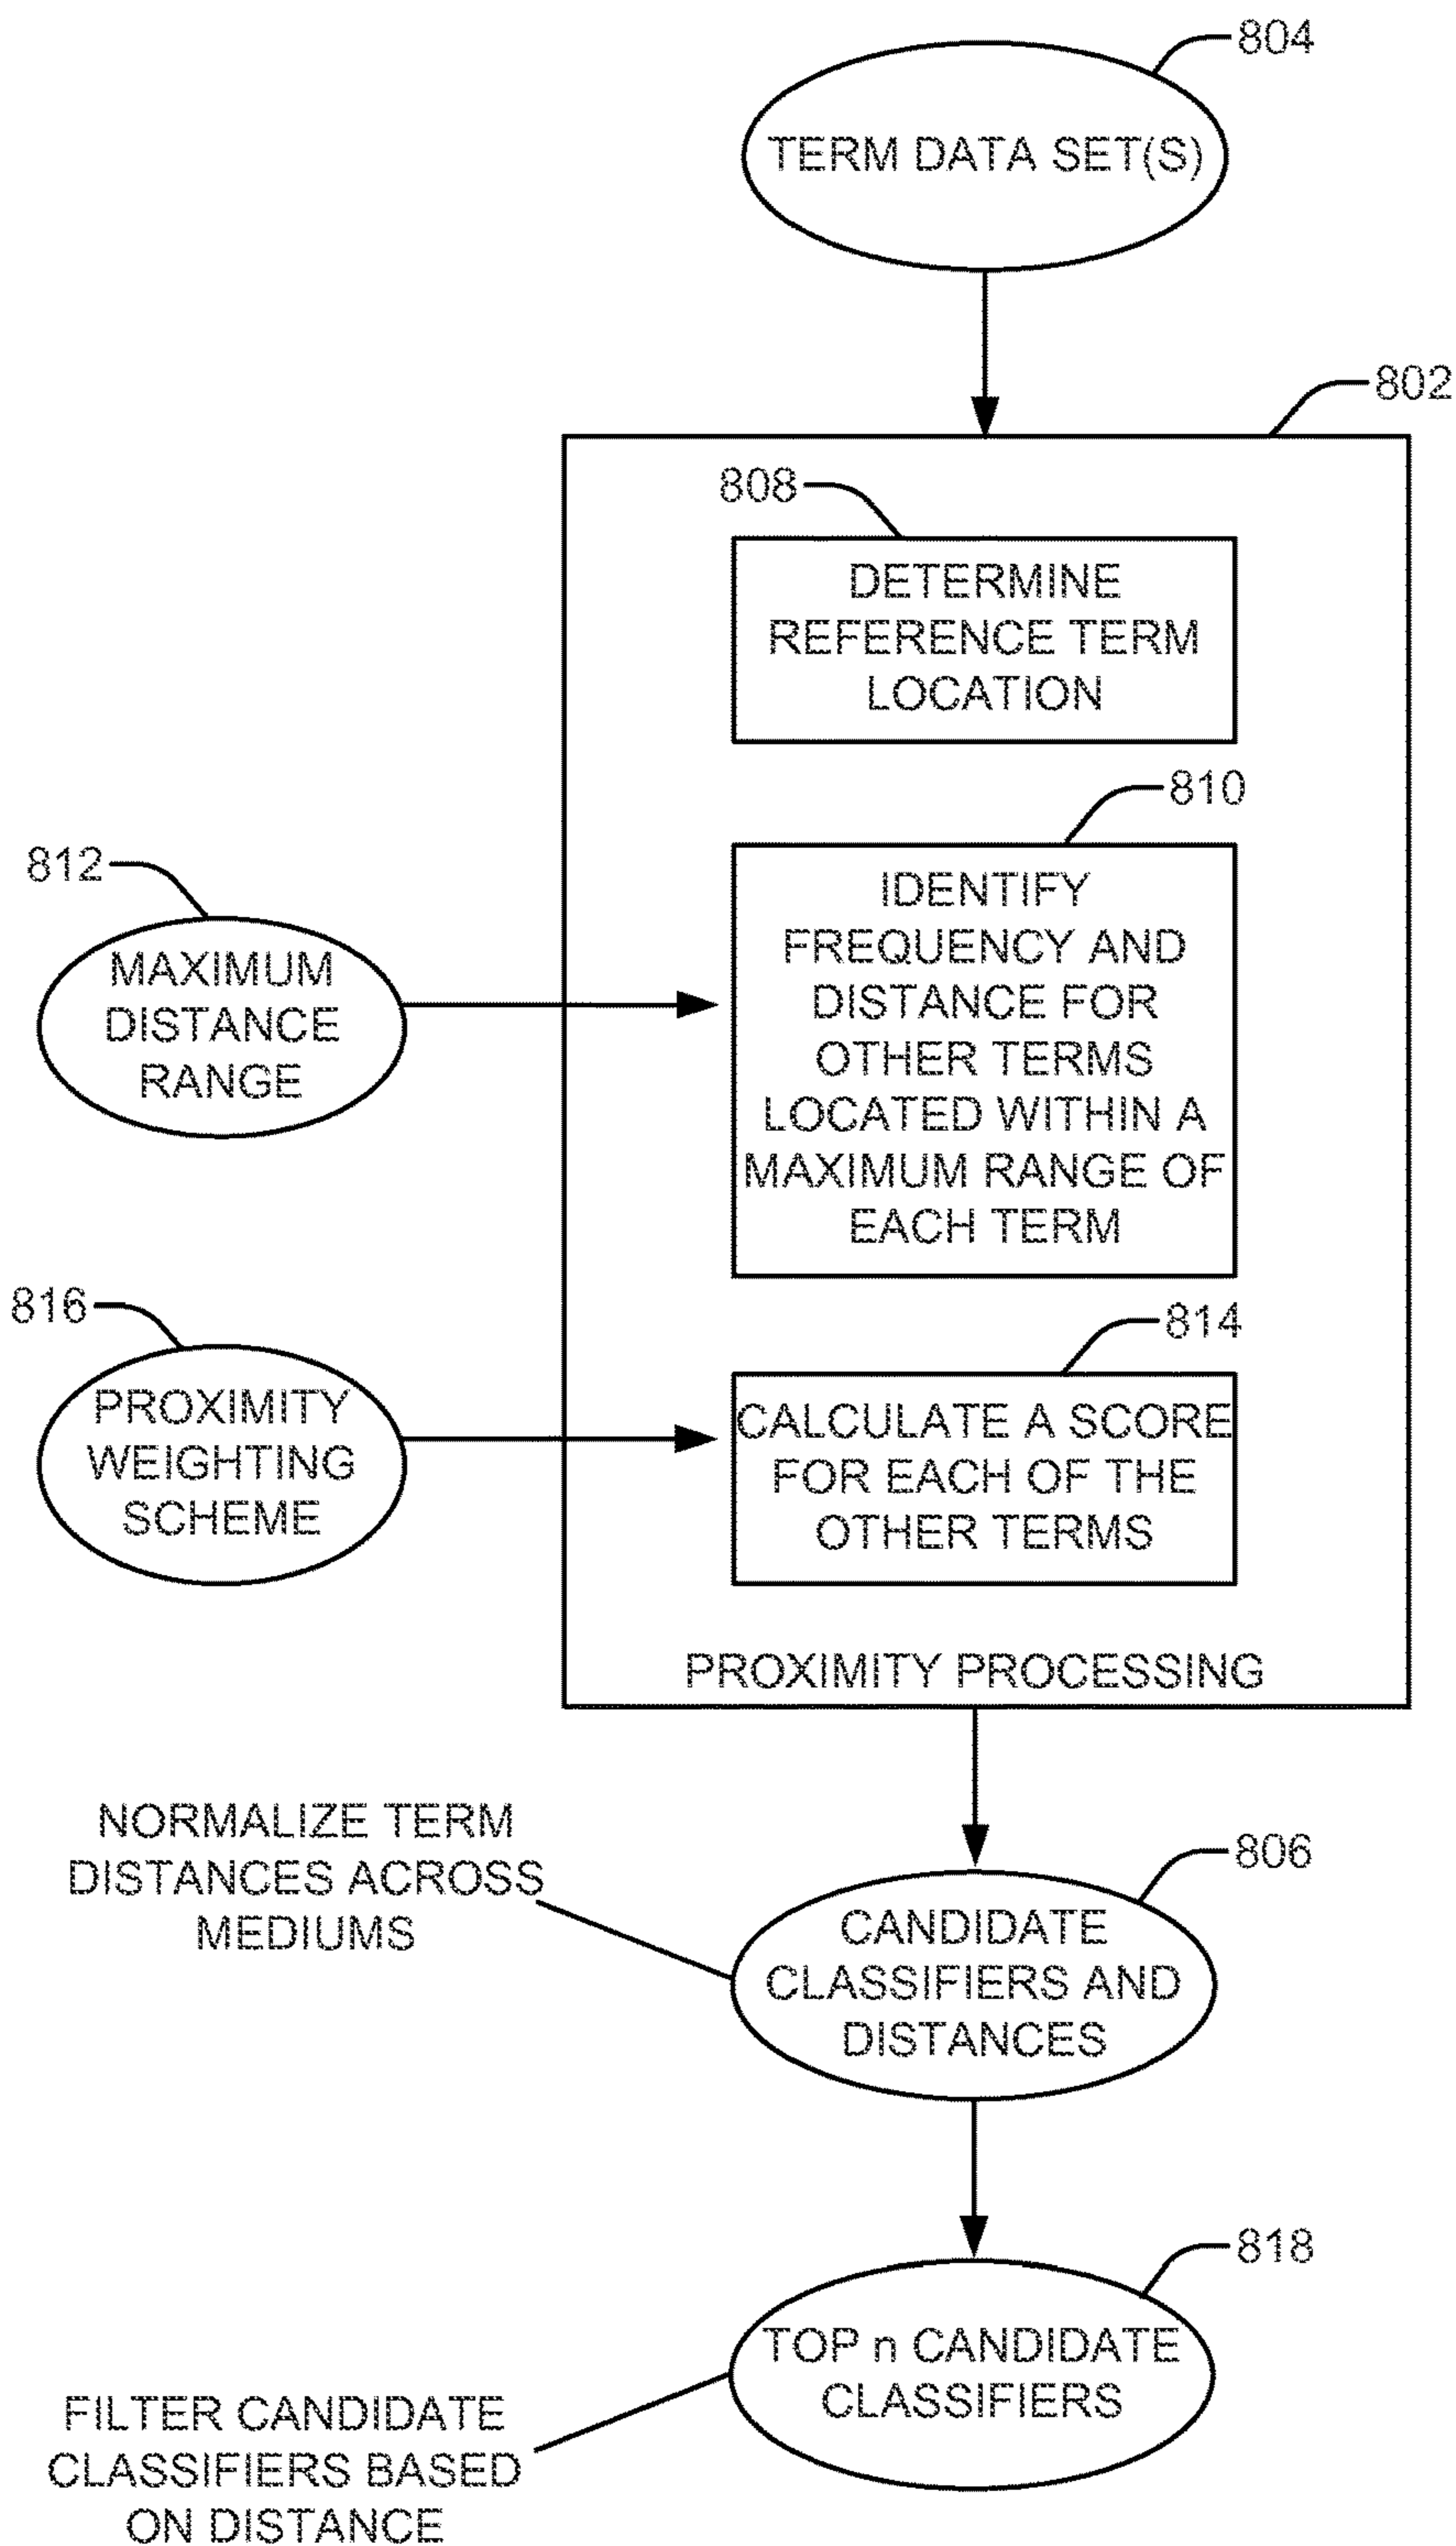 804
TERM DATA SET(S)
802
808
DETERMINE
REFERENCE TERM
LOCATION
810
IDENTIFY
FREQUENCY AND
DISTANCE FOR
OTHER TERMS
LOCATED WITHIN A
MAXIMUM RANGE OF
EACH TERM
812
MAXIMUM
DISTANCE
RANGE
816
PROXIMITY
WEIGHTING
SCHEME
814
CALCULATE A SCORE
FOR EACH OF THE
OTHER TERMS
PROXIMITY PROCESSING
NORMALIZE TERM
DISTANCES ACROSS
MEDIUMS
806
CANDIDATE
CLASSIFIERS AND
DISTANCES
818
TOP n CANDIDATE
CLASSIFIERS
FILTER CANDIDATE
CLASSIFIERS BASED
ON DISTANCE